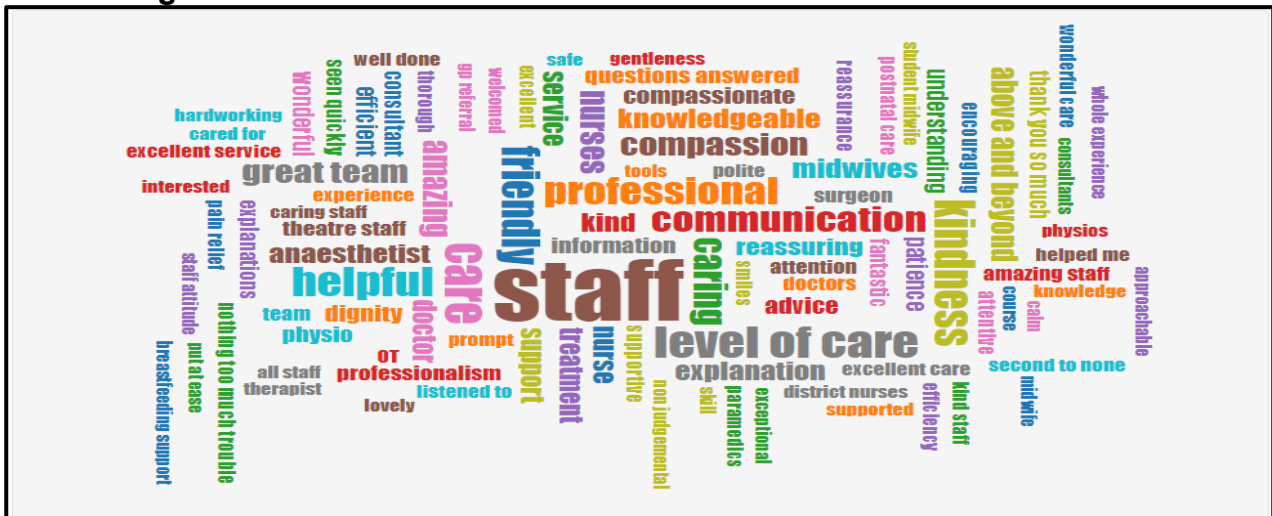 wonderful
seen quickly
well done
efficient
consultant
thorough
gp referral
welcomed
excellent
safe
service
gentleness
questions answered
nurses
compassionate
knowledgeable
compassion
reassurance
postnatal care
student midwife
understanding
encouraging
above and beyond
thank you so much
wonderful care
consultants
whole experience
hardworking
cared for
excellent service
great team
amazing
friendly
tools
polite
midwives
interested
experience
professional
surgeon
pain relief
explanations
caring staff
theatre staff
kind
communication
kindness
physios
anaesthetist
care
information
caring
reassuring
fantastic
patience
helped me
staff attitude
helpful
staff
smiles
attention
doctors
amazing staff
knowledge
approachable
nothing too much trouble
team
dignity
doctor
advice
attentive
course
calm
physio
prompt
support
treatment
nurse
supportive
level of care
breastfeeding support
put at ease
OT
all staff
professionalism
explanation
excellent care
second to none
therapist
listened to
non judgemental
skill
paramedics
exceptional
district nurses
efficiency
kind staff
midwife
lovely
supported